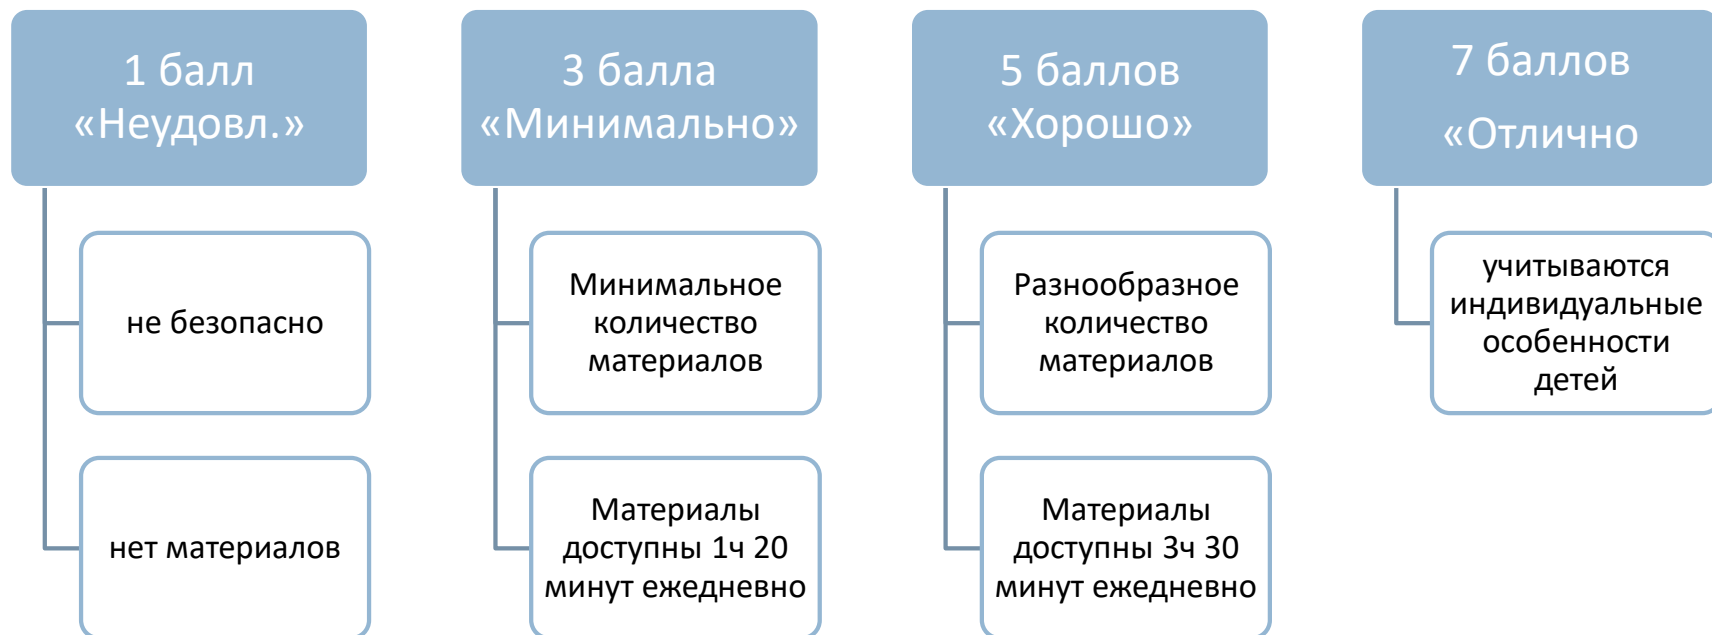 1 балл
«Неудовл.»
не безопасно
нет материалов
3 балла
«Минимально»
Минимальное
количество
материалов
Материалы
доступны 1ч 20
минут ежедневно
5 баллов
«Хорошо»
Разнообразное
количество
материалов
Материалы
доступны 3ч 30
минут ежедневно
7 баллов
«Отлично
учитываются
индивидуальные
особенности
детей